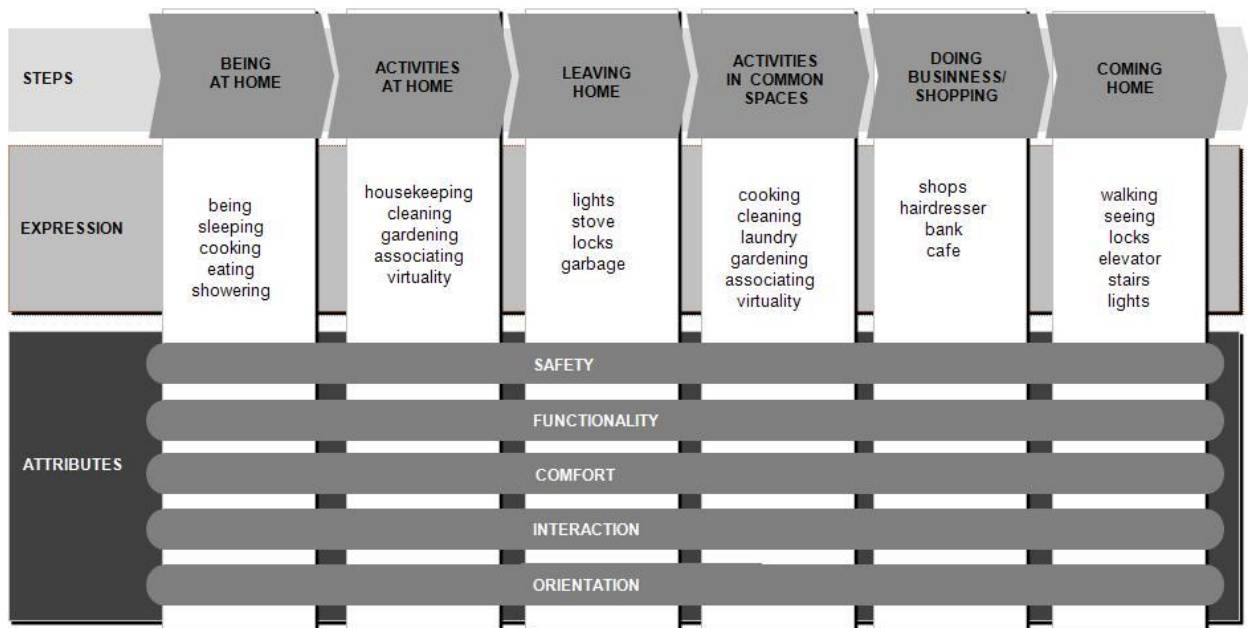 STEPS
BEING
AT HOME
ACTIVITIES
AT HOME
LEAVING
HOME
ACTIVITIES
IN COMMON
SPACES
DOING
BUSINNESS/
SHOPPING
COMING
HOME
EXPRESSION
being
sleeping
cooking
eating
showering
housekeeping
cleaning
gardening
associating
virtuality
lights
stove
locks
garbage
cooking
cleaning
laundry
gardening
associating
virtuality
shops
hairdresser
bank
cafe
walking
seeing
locks
elevator
stairs
lights
ATTRIBUTES
SAFETY
FUNCTIONALITY
COMFORT
INTERACTION
ORIENTATION